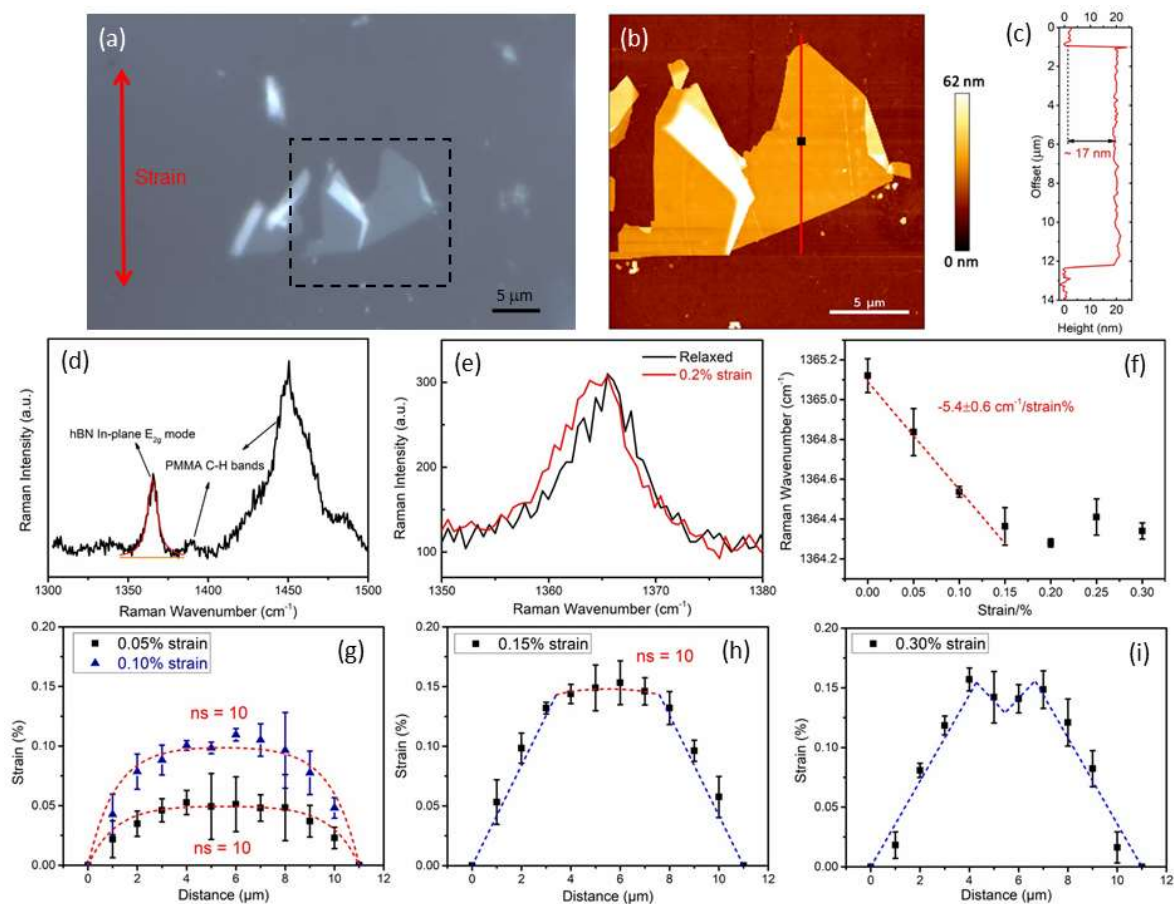 (a)
Strain
5 µm
(b)
62 nm
0 nm
5 µm
(c)
0 10 20
0
2
4
6
8
10
12
14
Offset (µm)
~ 17 nm
0 10 20
Height (nm)
(d)
hBN In-plane E2g mode
PMMA C-H bands
Raman Intensity (a.u.)
1300 1350 1400 1450 1500
Raman Wavenumber (cm-1)
(e)
Relaxed
0.2% strain
300
200
100
Raman Intensity (a.u.)
1350 1360 1370 1380
Raman Wavenumber (cm-1)
(f)
1365.2
1365.0
1364.8
1364.6
1364.4
1364.2
Raman Wavenumber (cm-1)
-5.4±0.6 cm-1/strain%
0.00 0.05 0.10 0.15 0.20 0.25 0.30
Strain/%
(g)
0.05% strain
0.10% strain
ns = 10
ns = 10
0.20
0.15
0.10
0.05
0.00
Strain (%)
0 2 4 6 8 10 12
Distance (µm)
(h)
0.15% strain
ns = 10
0.20
0.15
0.10
0.05
0.00
Strain (%)
0 2 4 6 8 10 12
Distance (µm)
(i)
0.30% strain
0.20
0.15
0.10
0.05
0.00
Strain (%)
0 2 4 6 8 10 12
Distance (µm)